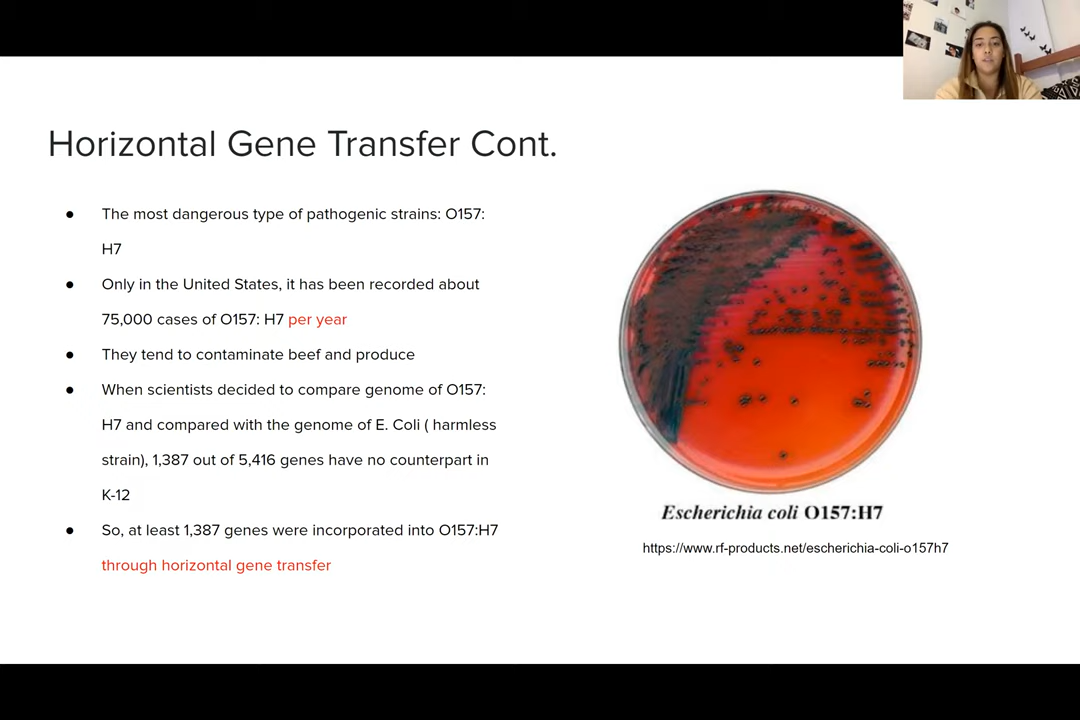 Horizontal Gene Transfer Cont.
● The most dangerous type of pathogenic strains: O157:
H7
● Only in the United States, it has been recorded about
75,000 cases of O157: H7 per year
● They tend to contaminate beef and produce
● When scientists decided to compare genome of O157:
H7 and compared with the genome of E. Coli ( harmless
strain), 1,387 out of 5,416 genes have no counterpart in
K-12
● So, at least 1,387 genes were incorporated into O157:H7
through horizontal gene transfer
Escherichia coli O157:H7
https://www.rf-products.net/escherichia-coli-o157h7